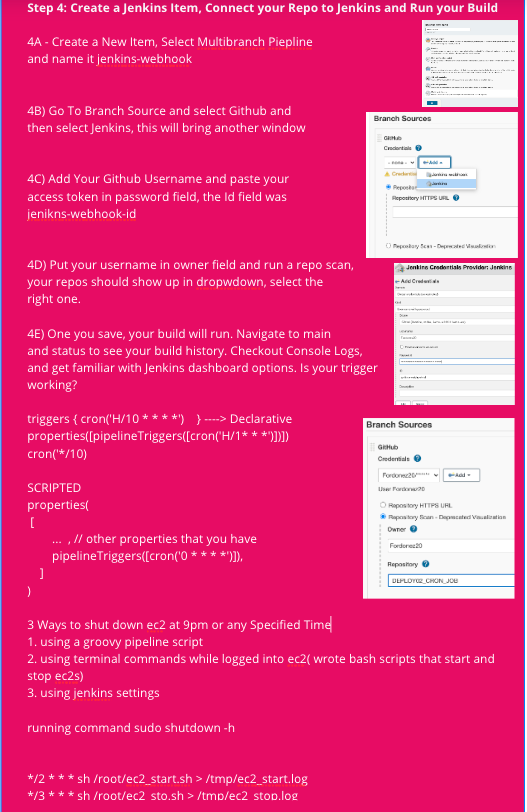 Step 4: Create a Jenkins Item, Connect your Repo to Jenkins and Run your Build
4A - Create a New Item, Select Multibranch Piepline
and name it jenkins-webhook
4B) Go To Branch Source and select Github and
then select Jenkins, this will bring another window
Branch Sources
GitHub
Credentials
- none -
Add
Jenkins-webhook
Jenkins
Repository HTTPS URL
Repository Scan - Deprecated Visualization
4C) Add Your Github Username and paste your
access token in password field, the Id field was
jenikns-webhook-id
4D) Put your username in owner field and run a repo scan,
your repos should show up in dropwdown, select the
right one.
Jenkins Credentials Provider: Jenkins
Add Credentials
4E) One you save, your build will run. Navigate to main
and status to see your build history. Checkout Console Logs,
and get familiar with Jenkins dashboard options. Is your trigger
working?
triggers { cron('H/10 * * * *')    } ----> Declarative
properties([pipelineTriggers([cron('H/1* * *')])])
cron('*/10)
Branch Sources
GitHub
Credentials
Fordonez20/******
Add
User Fordonez20
Repository HTTPS URL
Repository Scan - Deprecated Visualization
Owner
Fordonez20
Repository
DEPLOY02_CRON_JOB
SCRIPTED
properties(
[
... , // other properties that you have
pipelineTriggers([cron('0 * * * *')]),
]
)
3 Ways to shut down ec2 at 9pm or any Specified Time
1. using a groovy pipeline script
2. using terminal commands while logged into ec2( wrote bash scripts that start and
stop ec2s)
3. using jenkins settings
running command sudo shutdown -h
*/2 * * * sh /root/ec2_start.sh > /tmp/ec2_start.log
*/3 * * * sh /root/ec2_sto.sh > /tmp/ec2_stop.log